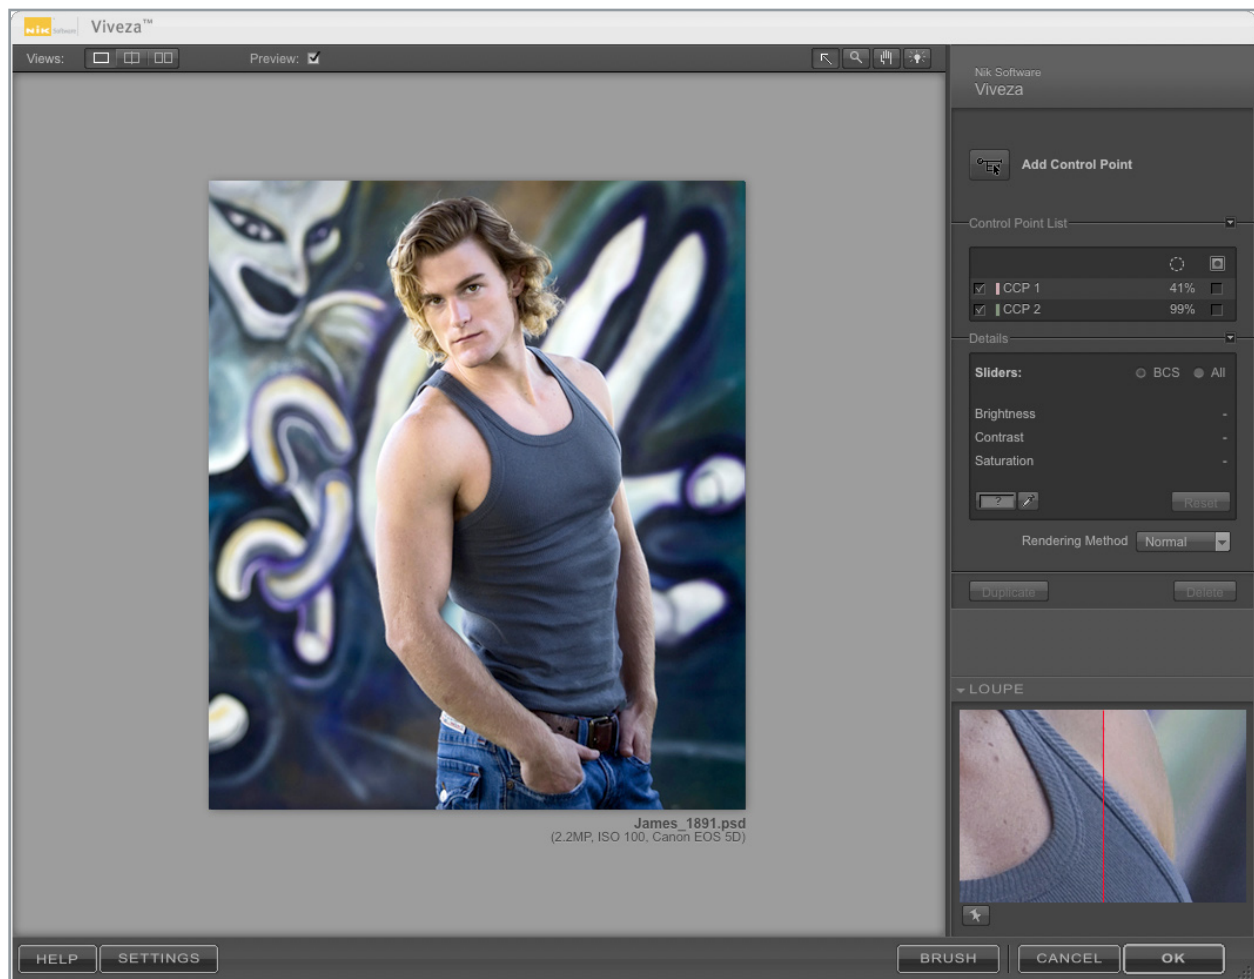 Nik Software Viveza™
Views:
Preview:
Nik Software
Viveza
Add Control Point
Control Point List
CCP 1 41%
CCP 2 99%
Details
Sliders: BCS All
Brightness -
Contrast -
Saturation -
? Reset
Rendering Method Normal
Duplicate Delete
LOUPE
James_1891.psd
(2.2MP, ISO 100, Canon EOS 5D)
HELP SETTINGS BRUSH CANCEL OK